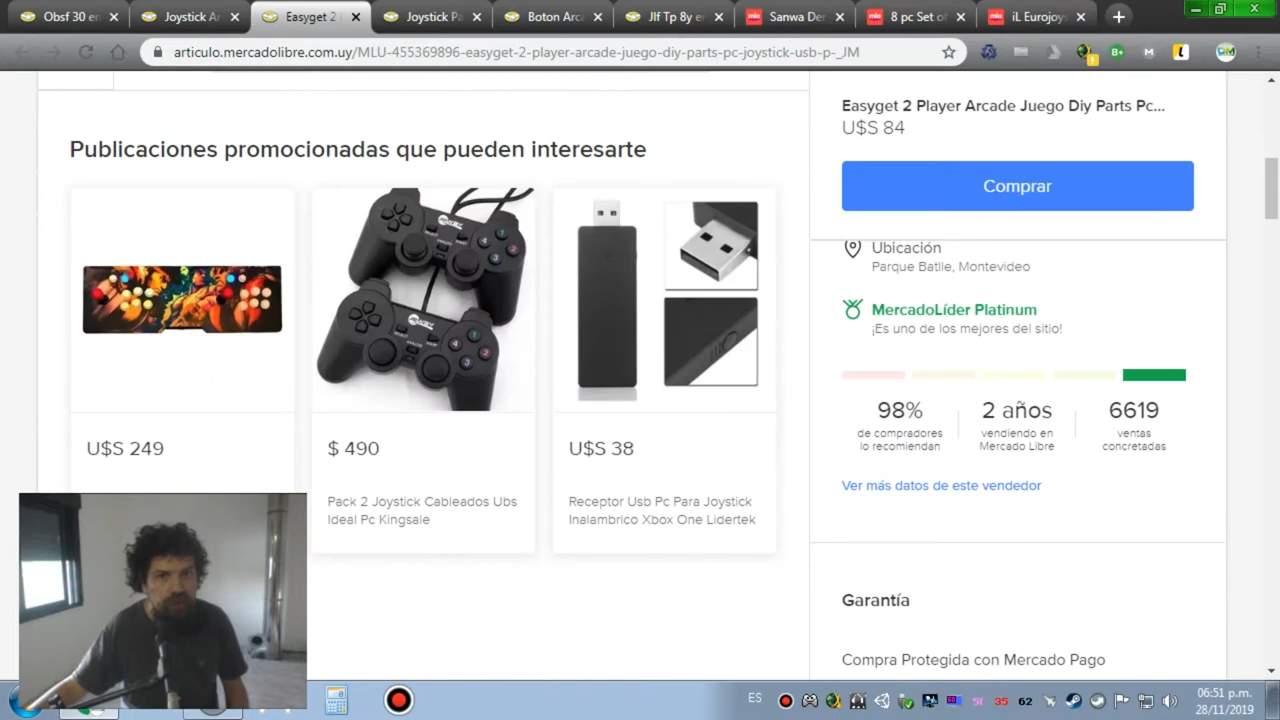 Obsf 30 en
Joystick Ar
Easyget 2
Joystick Pa
Boton Arca
Jlf Tp 8y e
Sanwa Der
8 pc Set of
iL Eurojoys
articulo.mercadolibre.com.uy/MLU-455369896-easyget-2-player-arcade-juego-diy-parts-pc-joystick-usb-p-_JM
Easyget 2 Player Arcade Juego Diy Parts Pc...
U$S 84
Comprar
Publicaciones promocionadas que pueden interesarte
U$S 249
$ 490
Pack 2 Joystick Cableados Ubs
Ideal Pc Kingsale
U$S 38
Receptor Usb Pc Para Joystick
Inalambrico Xbox One Lidertek
Ubicación
Parque Batlle, Montevideo
MercadoLíder Platinum
¡Es uno de los mejores del sitio!
98%
de compradores
lo recomiendan
2 años
vendiendo en
Mercado Libre
6619
ventas
concretadas
Ver más datos de este vendedor
Garantía
Compra Protegida con Mercado Pago
ES
35
62
06:51 p.m.
28/11/2019